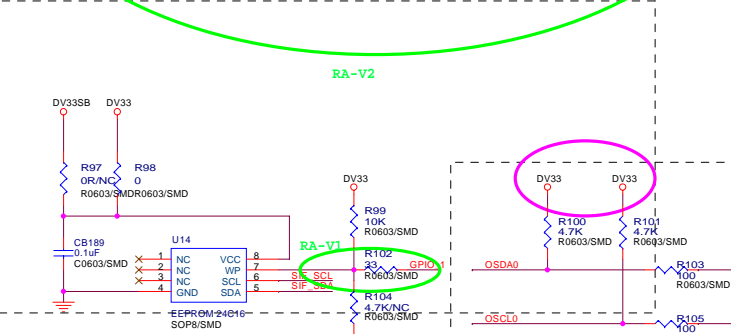 RA-V2
DV33SB
DV33
R97
0R/NC
R0603/SMD
R98
0
R0603/SMD
DV33
R99
10K
R0603/SMD
DV33
DV33
R100
4.7K
R0603/SMD
R101
4.7K
R0603/SMD
CB189
0.1uF
C0603/SMD
U14
1 NC VCC 8
2 NC WP 7
3 NC SCL 6
4 GND SDA 5
EEPROM 24C16
SOP8/SMD
RA-V1
R102
33
R0603/SMD
GPIO_1
SIF_SCL
SIF_SDA
R104
4.7K/NC
R0603/SMD
OSDA0
R103
100
R0603/SMD
OSCL0
R105
100